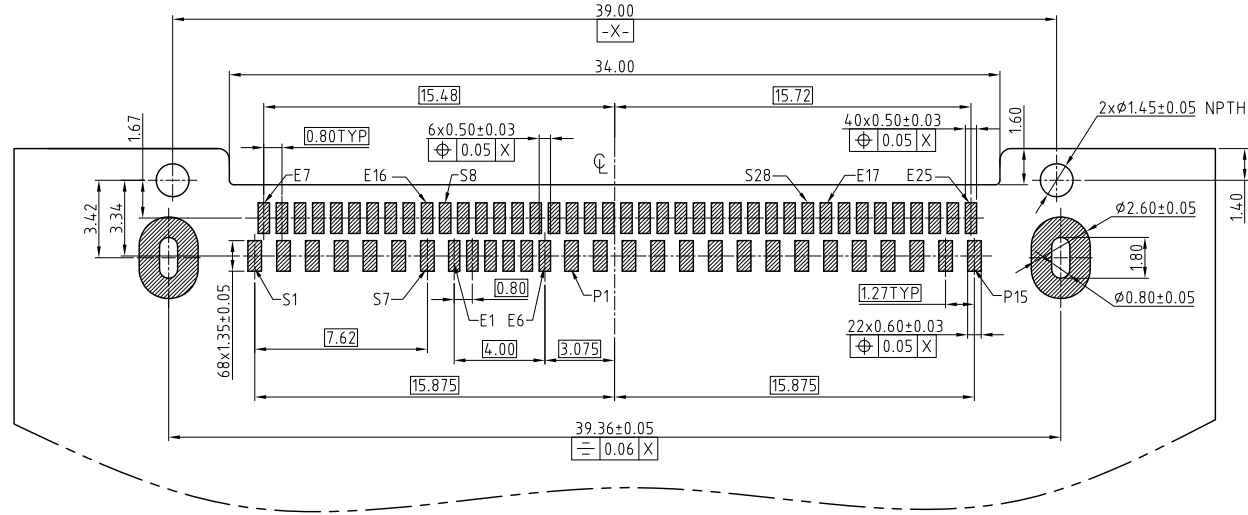 39.00
-X-
34.00
15.48
15.72
1.67
0.80TYP
6x0.50±0.03
⌖ 0.05 X
40x0.50±0.03
⌖ 0.05 X
1.60
2xØ1.45±0.05 NPTH
℄
E7
E16
S8
S28
E17
E25
3.42
3.34
1.40
Ø2.60±0.05
1.80
S1
S7
0.80
E1
E6
P1
1.27TYP
P15
Ø0.80±0.05
68x1.35±0.05
7.62
4.00
3.075
22x0.60±0.03
⌖ 0.05 X
15.875
15.875
39.36±0.05
⌯ 0.06 X